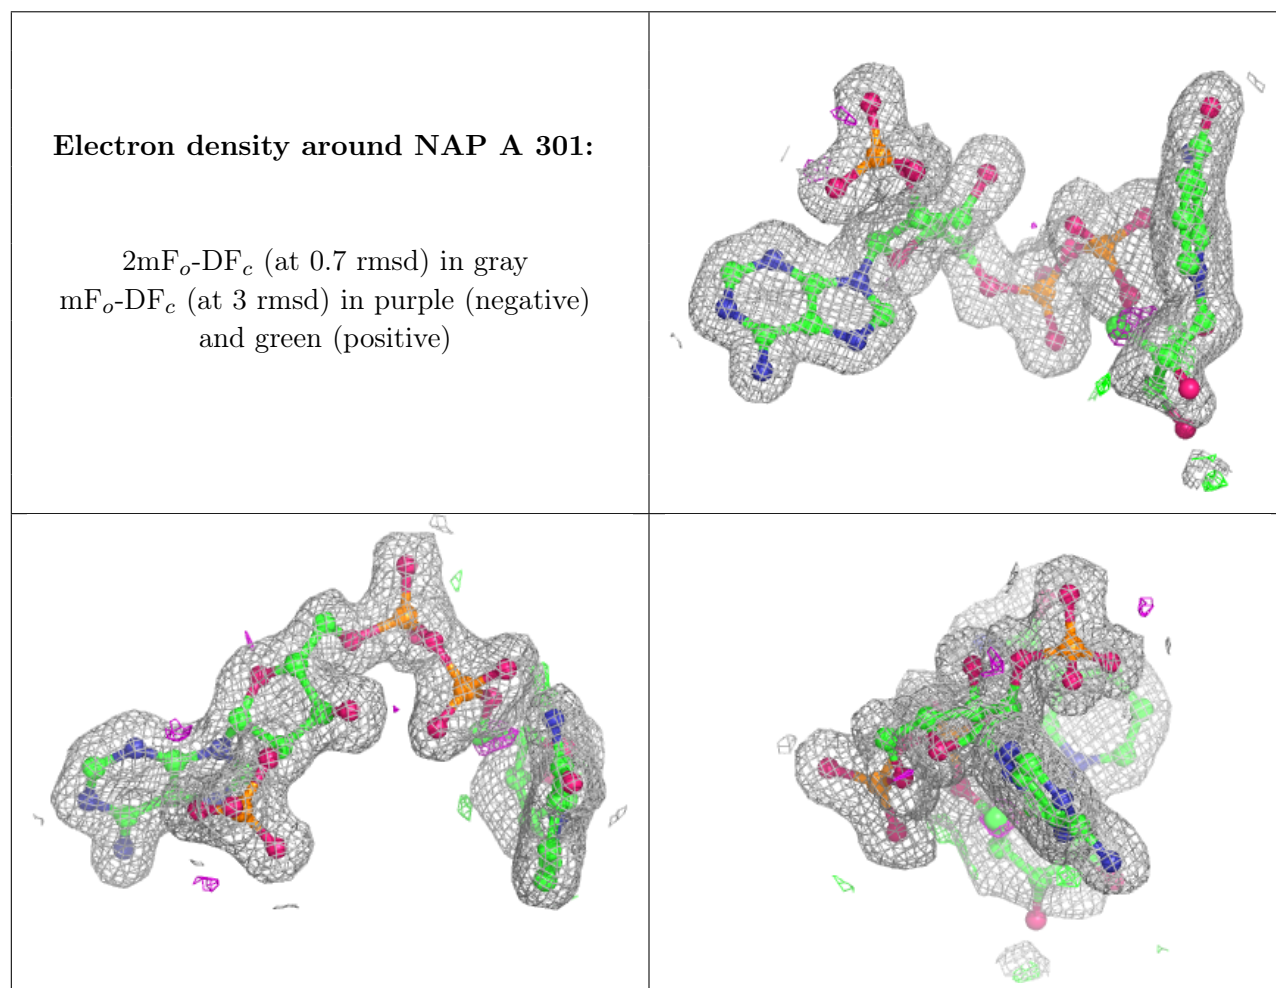 Electron density around NAP A 301:
2mFo-DFc (at 0.7 rmsd) in gray
mFo-DFc (at 3 rmsd) in purple (negative)
and green (positive)